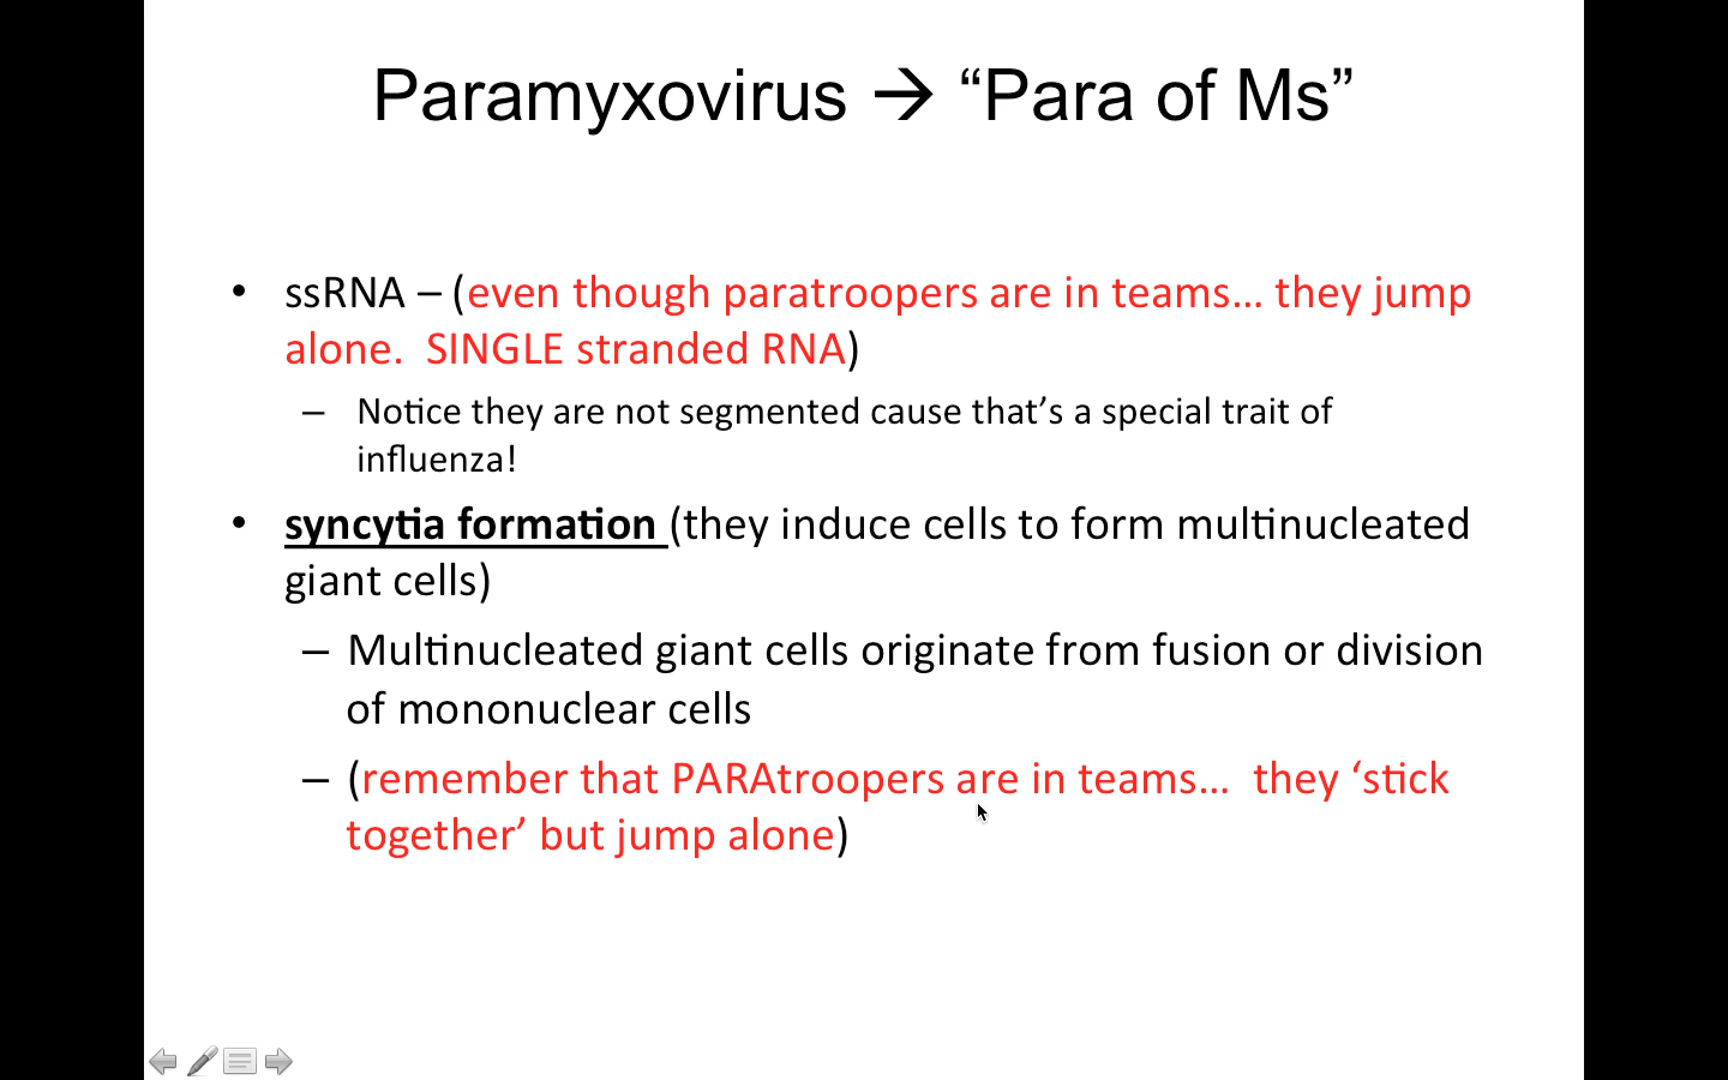 Paramyxovirus → “Para of Ms”
• ssRNA – (even though paratroopers are in teams... they jump
alone.  SINGLE stranded RNA)
– Notice they are not segmented cause that’s a special trait of
influenza!
• syncytia formation (they induce cells to form multinucleated
giant cells)
– Multinucleated giant cells originate from fusion or division
of mononuclear cells
– (remember that PARAtroopers are in teams...  they ‘stick
together’ but jump alone)